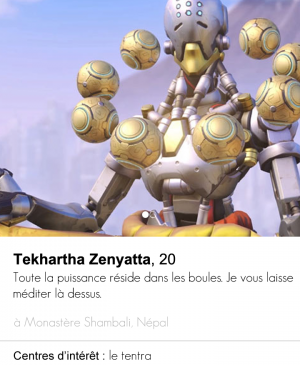 Tekhartha Zenyatta, 20
Toute la puissance réside dans les boules. Je vous laisse
méditer là dessus.
à Monastère Shambali, Népal
Centres d'intérêt : le tentra